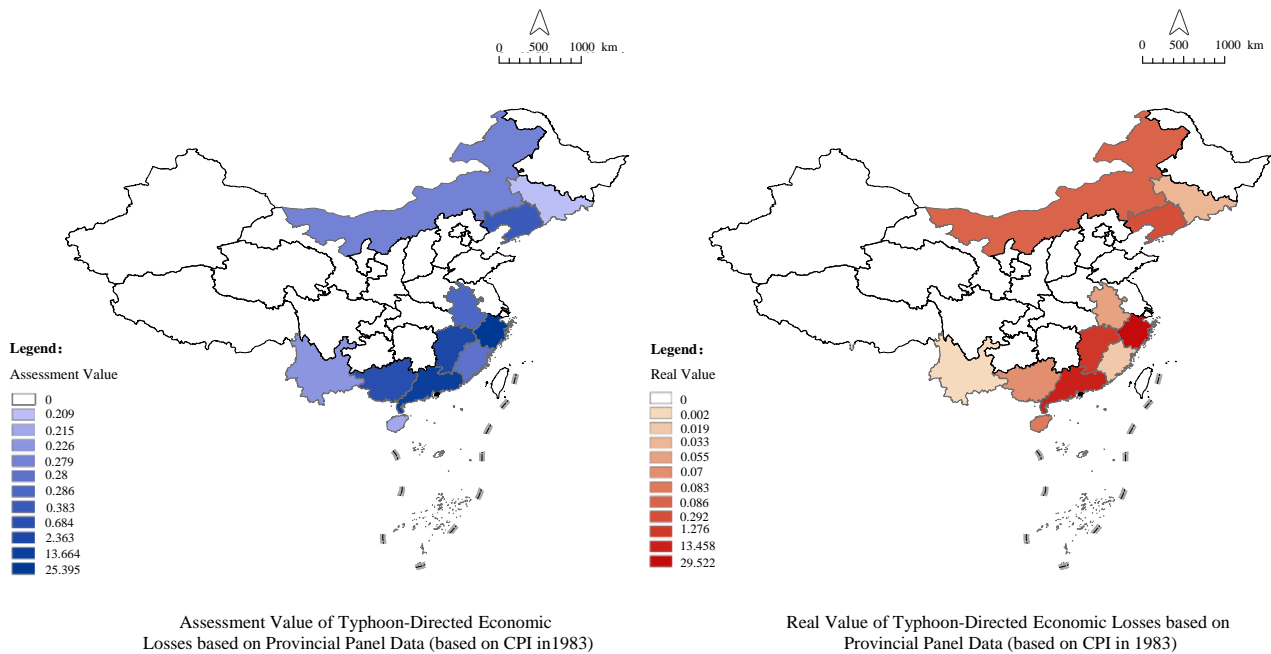 0 500 1000 km
Legend:
Assessment Value
0
0.209
0.215
0.226
0.279
0.28
0.286
0.383
0.684
2.363
13.664
25.395
Assessment Value of Typhoon-Directed Economic
Losses based on Provincial Panel Data (based on CPI in1983)
0 500 1000 km
Legend:
Real Value
0
0.002
0.019
0.033
0.055
0.07
0.083
0.086
0.292
1.276
13.458
29.522
Real Value of Typhoon-Directed Economic Losses based on
Provincial Panel Data (based on CPI in 1983)